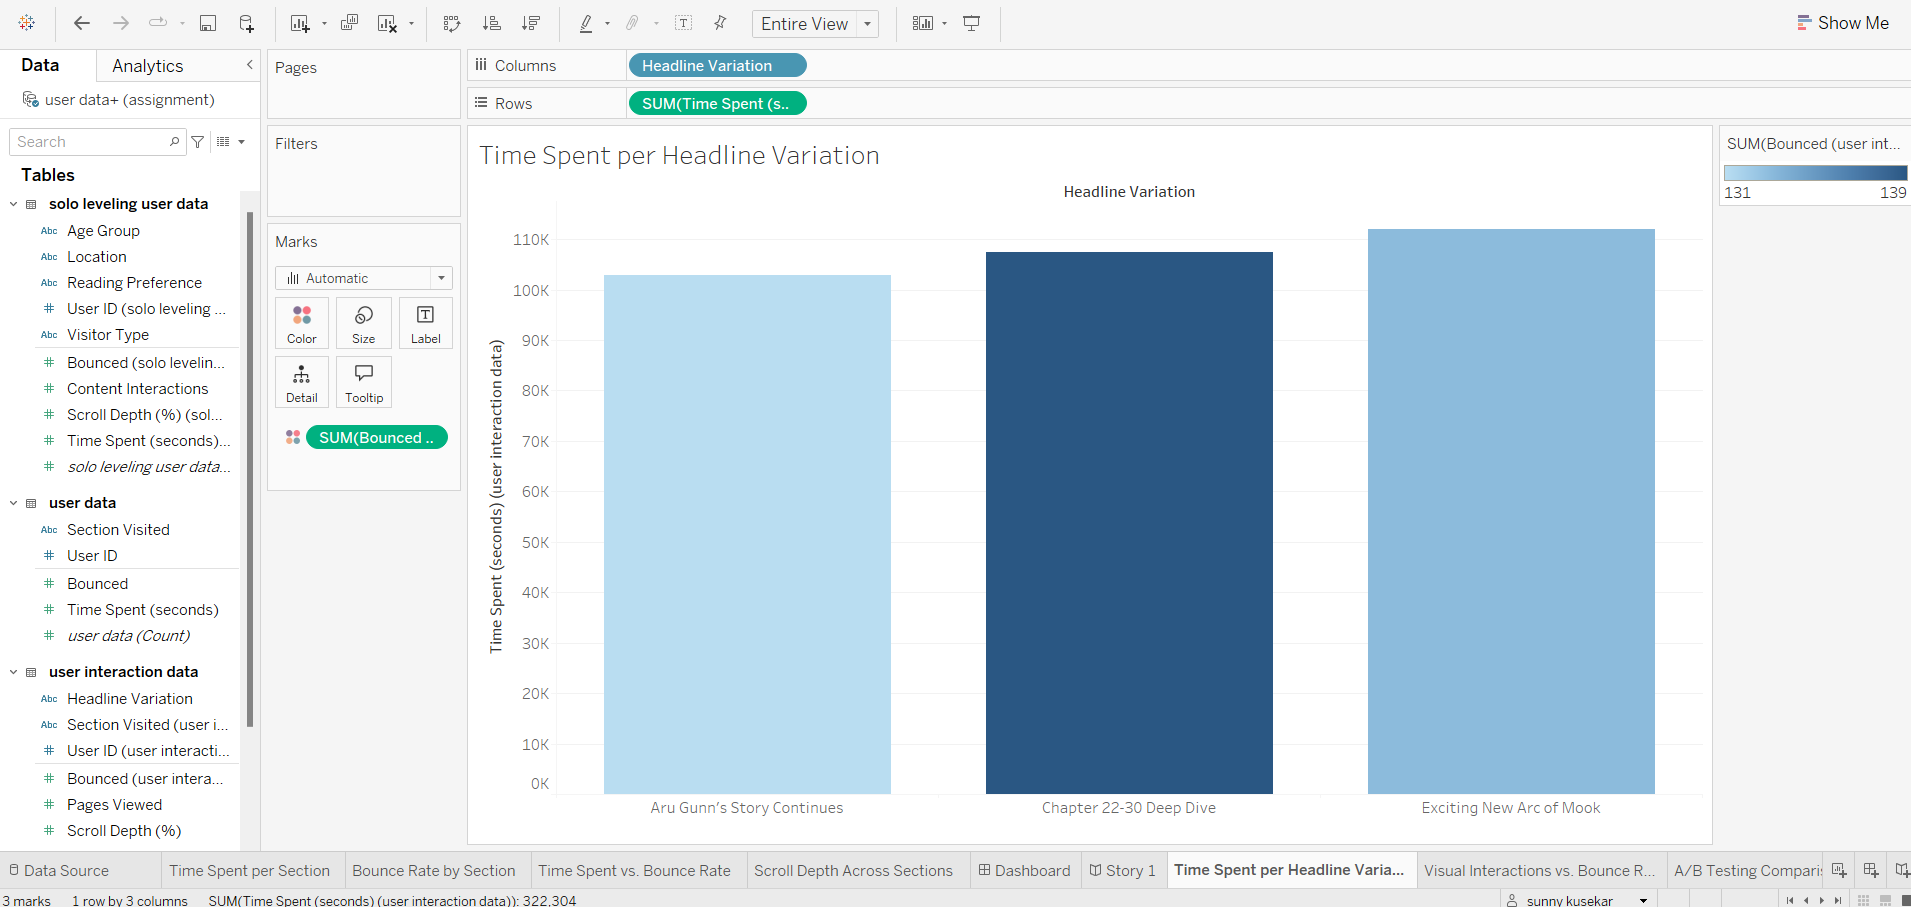 Entire View
Show Me
Data
Analytics
user data+ (assignment)
Search
Tables
solo leveling user data
Abc Age Group
Abc Location
Abc Reading Preference
# User ID (solo leveling ...
Abc Visitor Type
# Bounced (solo levelin...
# Content Interactions
# Scroll Depth (%) (sol...
# Time Spent (seconds)...
# solo leveling user data...
user data
Abc Section Visited
# User ID
# Bounced
# Time Spent (seconds)
# user data (Count)
user interaction data
Abc Headline Variation
Abc Section Visited (user i...
# User ID (user interacti...
# Bounced (user intera...
# Pages Viewed
# Scroll Depth (%)
Pages
Filters
Marks
Automatic
Color
Size
Label
Detail
Tooltip
SUM(Bounced ..
Columns
Headline Variation
Rows
SUM(Time Spent (s..
Time Spent per Headline Variation
Headline Variation
Time Spent (seconds) (user interaction data)
110K
100K
90K
80K
70K
60K
50K
40K
30K
20K
10K
0K
Aru Gunn's Story Continues
Chapter 22-30 Deep Dive
Exciting New Arc of Mook
SUM(Bounced (user int...
131
139
Data Source
Time Spent per Section
Bounce Rate by Section
Time Spent vs. Bounce Rate
Scroll Depth Across Sections
Dashboard
Story 1
Time Spent per Headline Varia...
Visual Interactions vs. Bounce R...
A/B Testing Compari
3 marks
1 row by 3 columns
SUM(Time Spent (seconds) (user interaction data)): 322,304
sunny kusekar